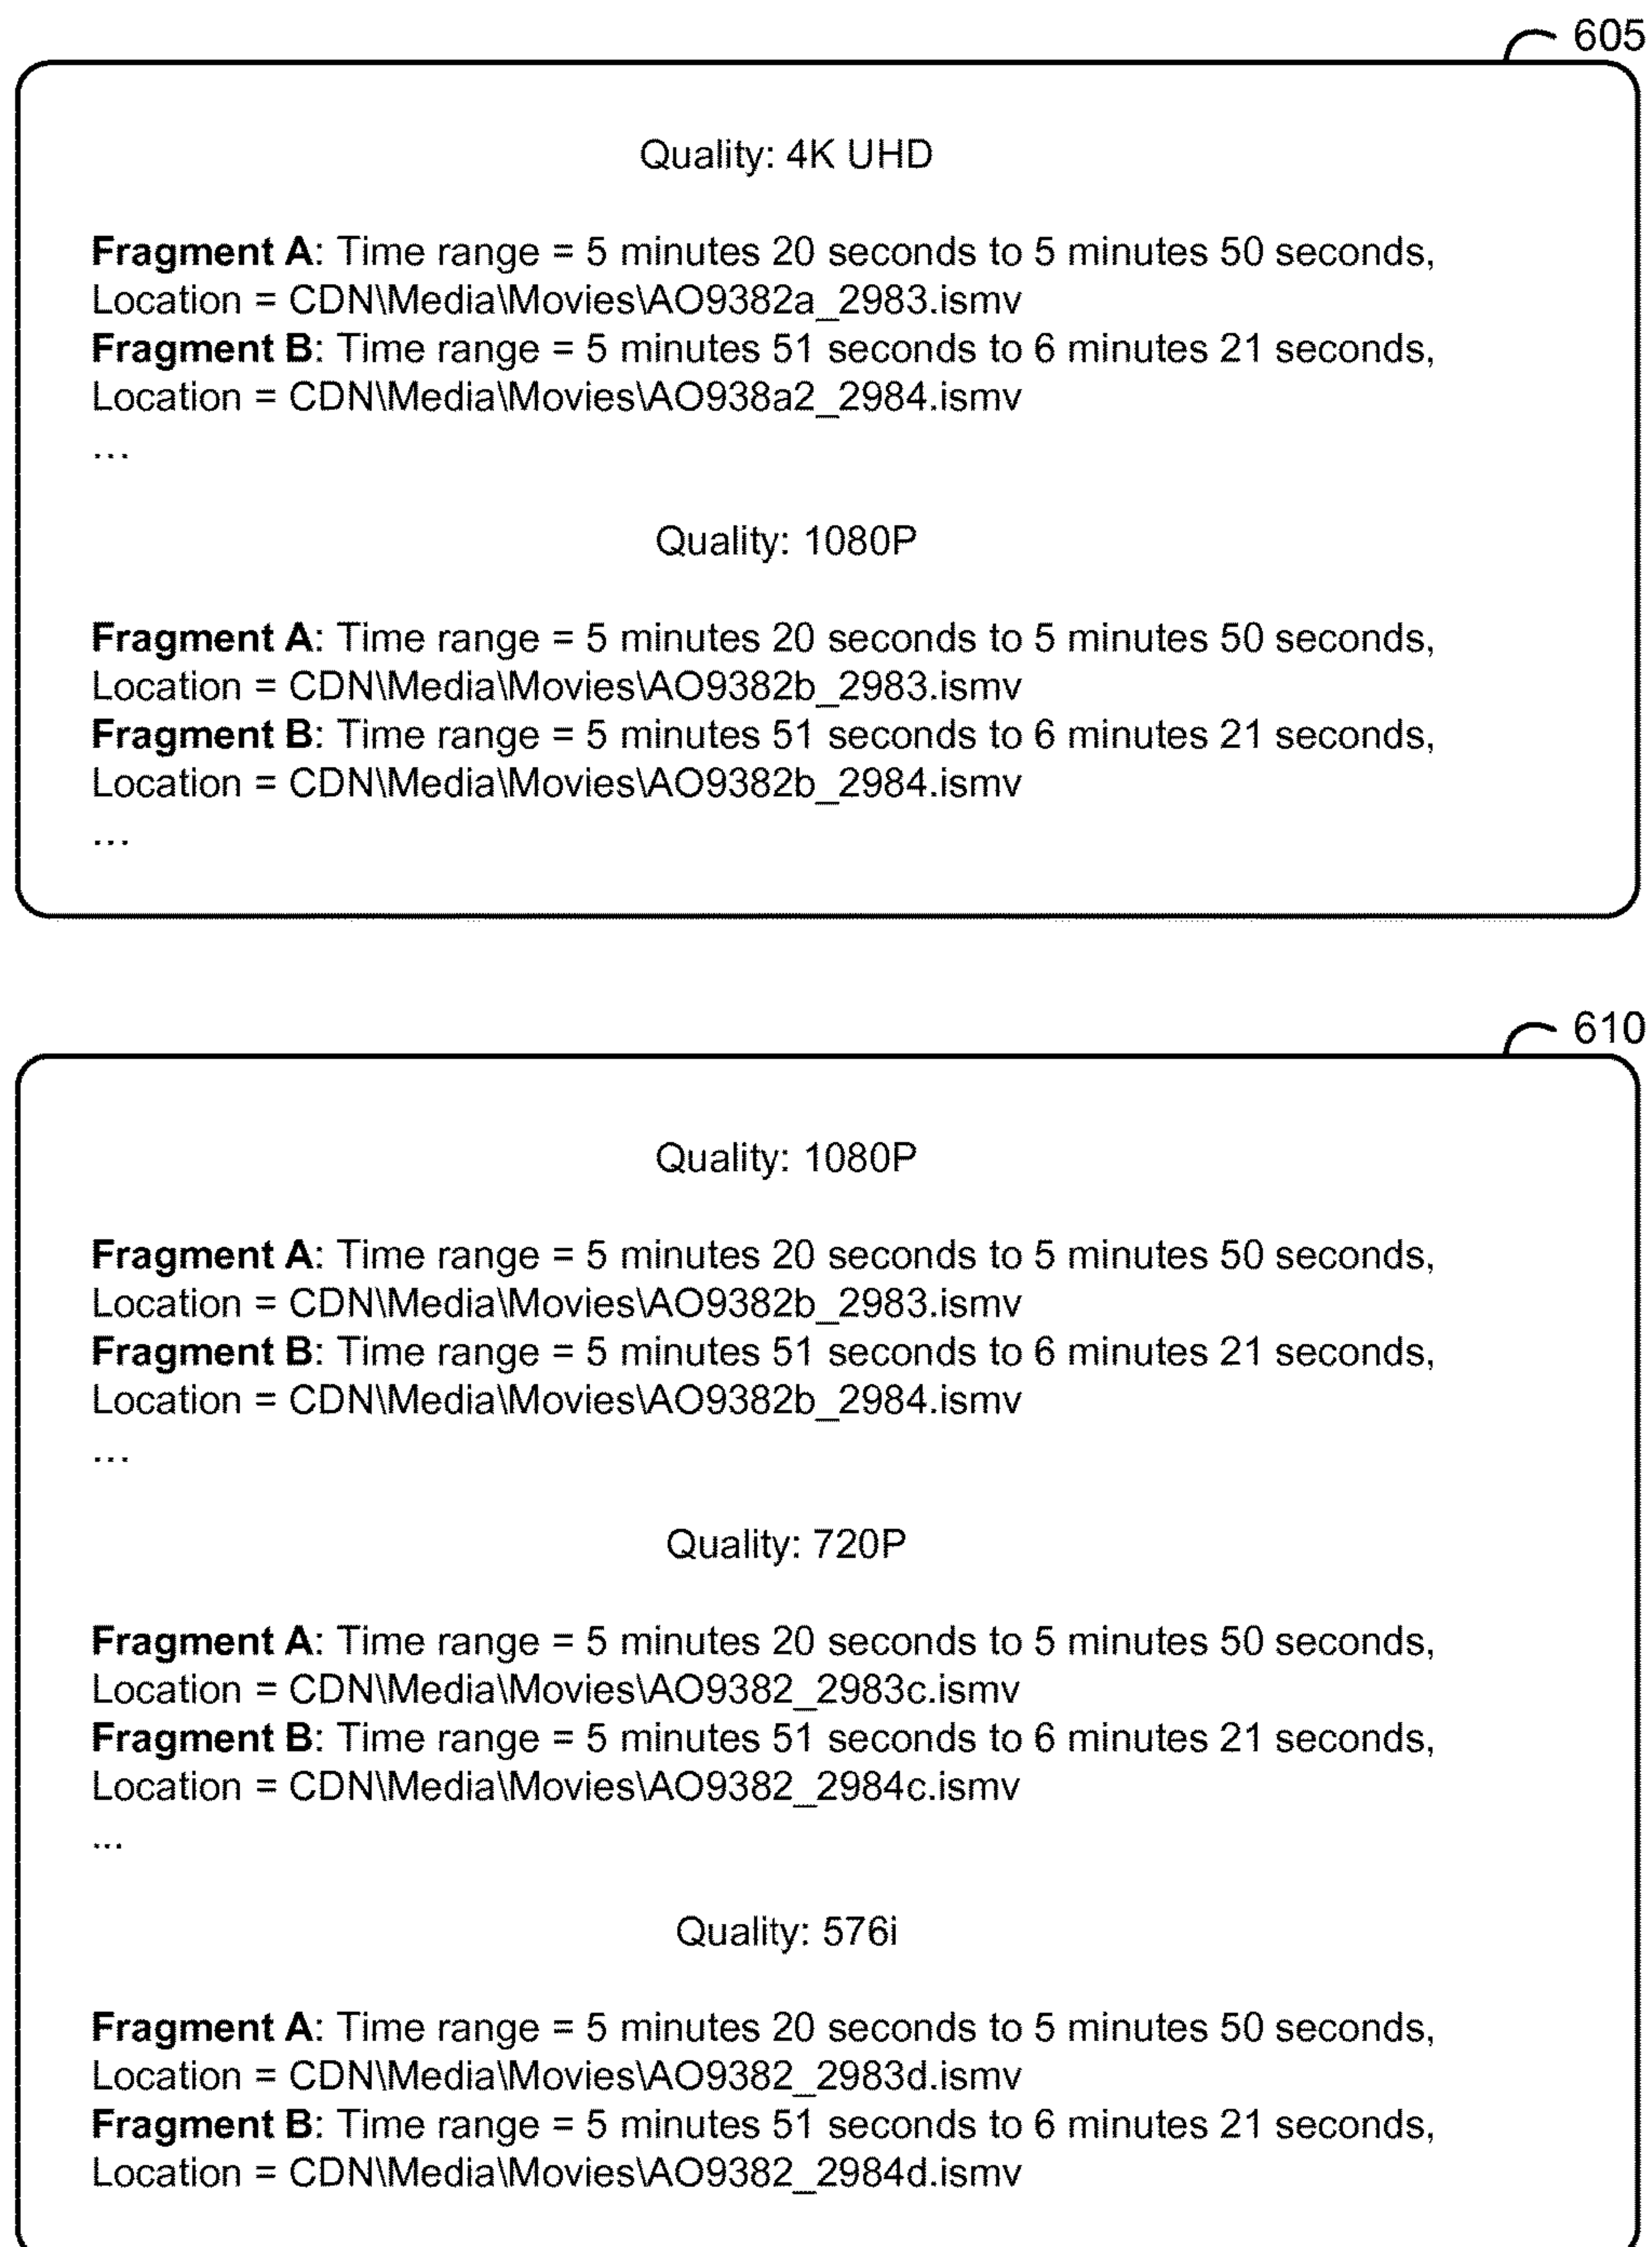 605
Quality: 4K UHD
Fragment A: Time range = 5 minutes 20 seconds to 5 minutes 50 seconds,
Location = CDN\Media\Movies\AO9382a_2983.ismv
Fragment B: Time range = 5 minutes 51 seconds to 6 minutes 21 seconds,
Location = CDN\Media\Movies\AO938a2_2984.ismv
...
Quality: 1080P
Fragment A: Time range = 5 minutes 20 seconds to 5 minutes 50 seconds,
Location = CDN\Media\Movies\AO9382b_2983.ismv
Fragment B: Time range = 5 minutes 51 seconds to 6 minutes 21 seconds,
Location = CDN\Media\Movies\AO9382b_2984.ismv
...
610
Quality: 1080P
Fragment A: Time range = 5 minutes 20 seconds to 5 minutes 50 seconds,
Location = CDN\Media\Movies\AO9382b_2983.ismv
Fragment B: Time range = 5 minutes 51 seconds to 6 minutes 21 seconds,
Location = CDN\Media\Movies\AO9382b_2984.ismv
...
Quality: 720P
Fragment A: Time range = 5 minutes 20 seconds to 5 minutes 50 seconds,
Location = CDN\Media\Movies\AO9382_2983c.ismv
Fragment B: Time range = 5 minutes 51 seconds to 6 minutes 21 seconds,
Location = CDN\Media\Movies\AO9382_2984c.ismv
...
Quality: 576i
Fragment A: Time range = 5 minutes 20 seconds to 5 minutes 50 seconds,
Location = CDN\Media\Movies\AO9382_2983d.ismv
Fragment B: Time range = 5 minutes 51 seconds to 6 minutes 21 seconds,
Location = CDN\Media\Movies\AO9382_2984d.ismv